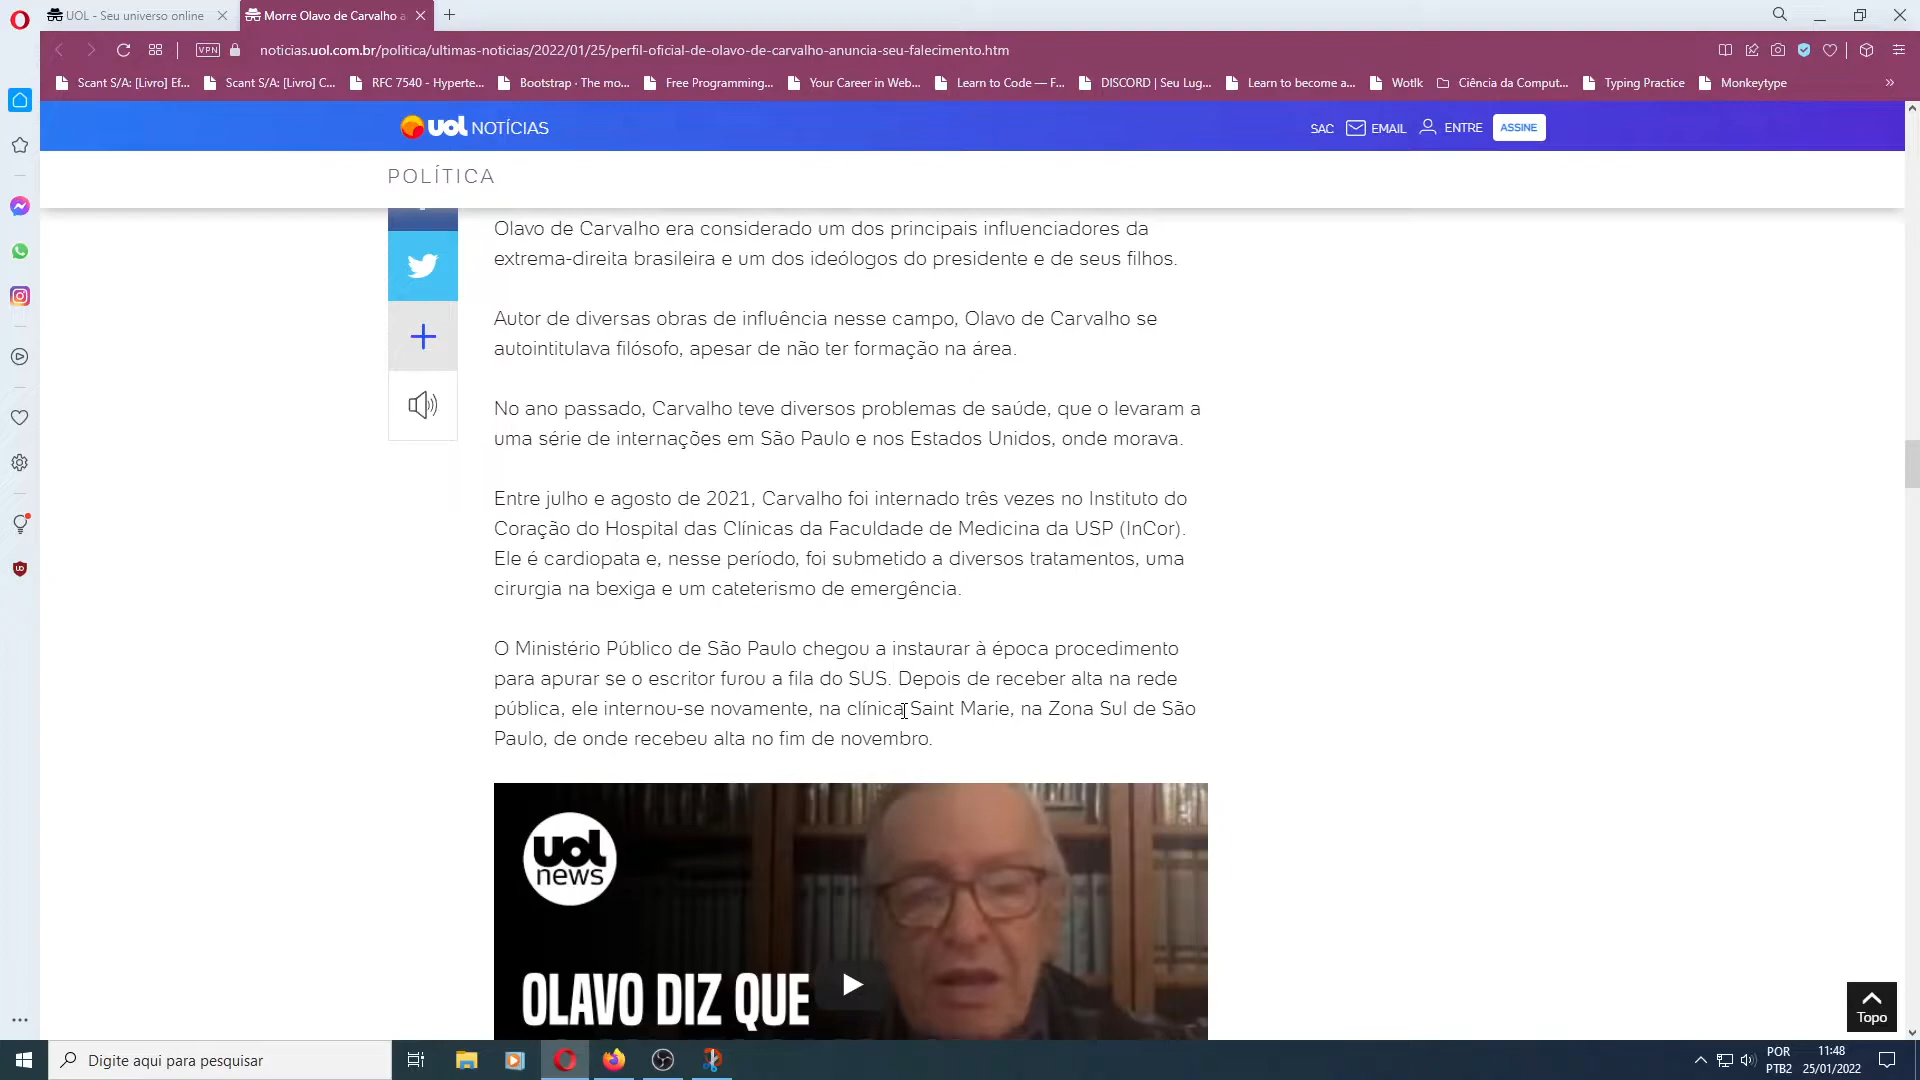 UOL - Seu universo online
Morre Olavo de Carvalho a
VPN
noticias.uol.com.br/politica/ultimas-noticias/2022/01/25/perfil-oficial-de-olavo-de-carvalho-anuncia-seu-falecimento.htm
Scant S/A: [Livro] Ef...
Scant S/A: [Livro] C...
RFC 7540 - Hyperte...
Bootstrap · The mo...
Free Programming...
Your Career in Web...
Learn to Code — F...
DISCORD | Seu Lug...
Learn to become a...
Wotlk
Ciência da Comput...
Typing Practice
Monkeytype
uol NOTÍCIAS
SAC
EMAIL
ENTRE
ASSINE
POLÍTICA
Olavo de Carvalho era considerado um dos principais influenciadores da
extrema-direita brasileira e um dos ideólogos do presidente e de seus filhos.
Autor de diversas obras de influência nesse campo, Olavo de Carvalho se
autointitulava filósofo, apesar de não ter formação na área.
No ano passado, Carvalho teve diversos problemas de saúde, que o levaram a
uma série de internações em São Paulo e nos Estados Unidos, onde morava.
Entre julho e agosto de 2021, Carvalho foi internado três vezes no Instituto do
Coração do Hospital das Clínicas da Faculdade de Medicina da USP (InCor).
Ele é cardiopata e, nesse período, foi submetido a diversos tratamentos, uma
cirurgia na bexiga e um cateterismo de emergência.
O Ministério Público de São Paulo chegou a instaurar à época procedimento
para apurar se o escritor furou a fila do SUS. Depois de receber alta na rede
pública, ele internou-se novamente, na clínica Saint Marie, na Zona Sul de São
Paulo, de onde recebeu alta no fim de novembro.
uol
news
OLAVO DIZ QUE
Topo
Digite aqui para pesquisar
POR
PTB2
11:48
25/01/2022